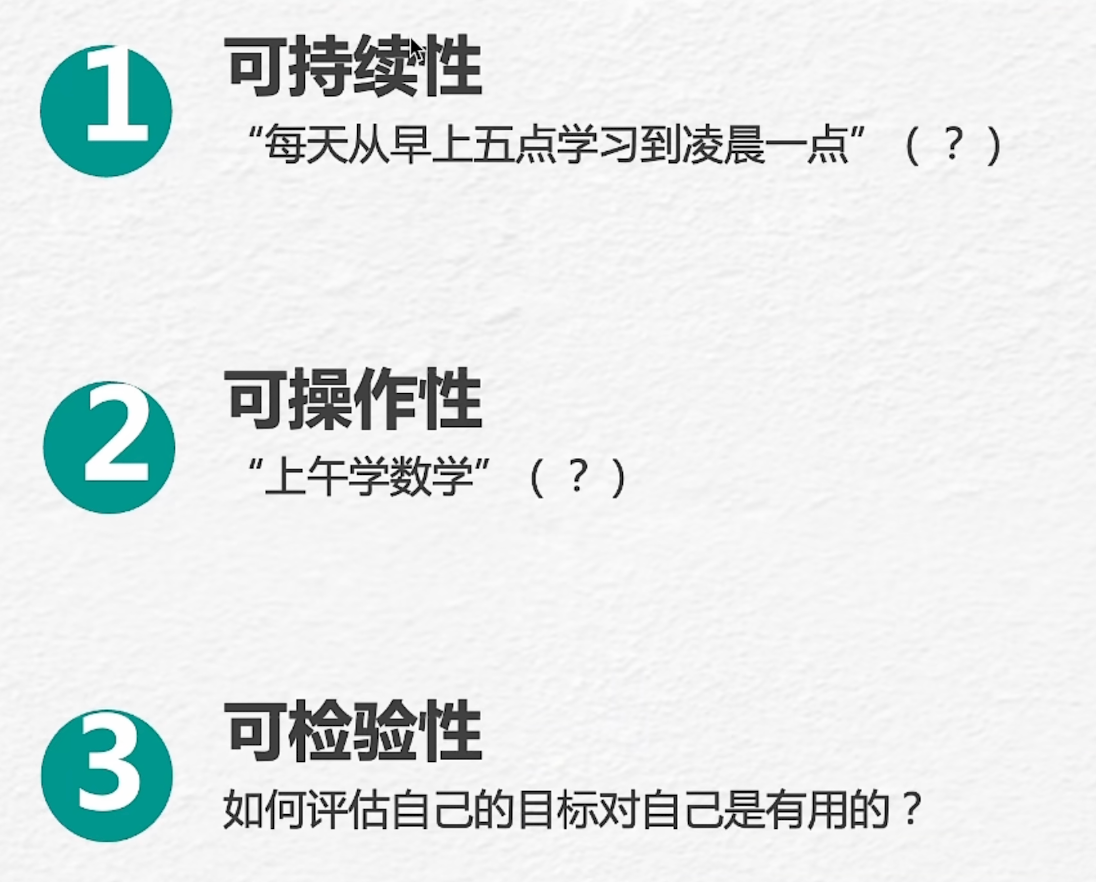 1
可持续性
“每天从早上五点学习到凌晨一点”（？）
2
可操作性
“上午学数学”（？）
3
可检验性
如何评估自己的目标对自己是有用的？